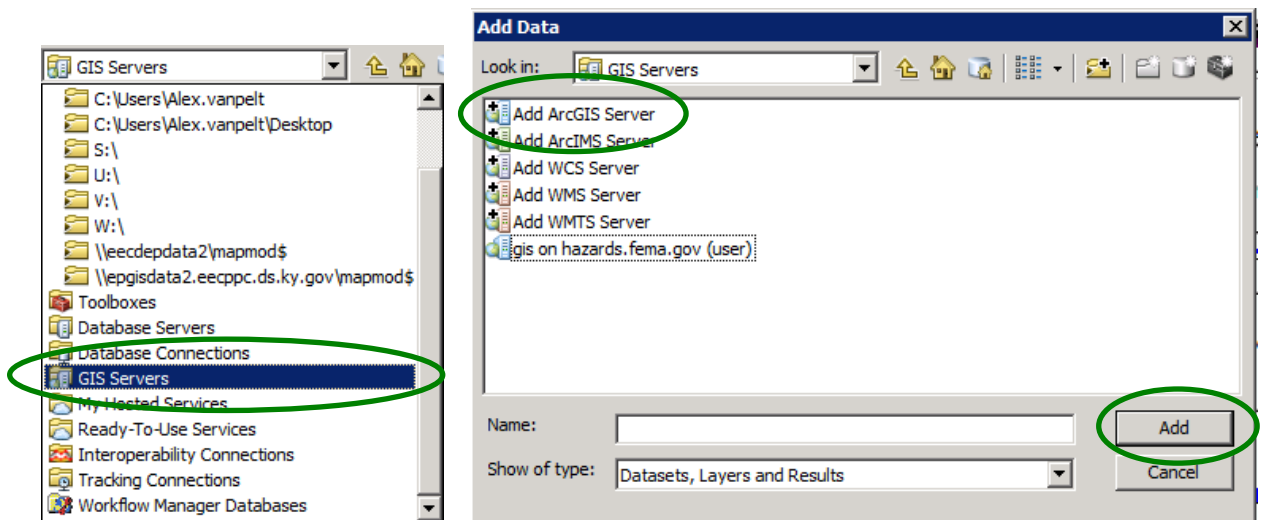 GIS Servers
C:\Users\Alex.vanpelt
C:\Users\Alex.vanpelt\Desktop
S:\
U:\
V:\
W:\
\\eecdepdata2\mapmod$
\\epgisdata2.eecppc.ds.ky.gov\mapmod$
Toolboxes
Database Servers
Database Connections
GIS Servers
My Hosted Services
Ready-To-Use Services
Interoperability Connections
Tracking Connections
Workflow Manager Databases
Add Data
Look in: GIS Servers
Add ArcGIS Server
Add ArcIMS Server
Add WCS Server
Add WMS Server
Add WMTS Server
gis on hazards.fema.gov (user)
Name: Add
Show of type: Datasets, Layers and Results Cancel